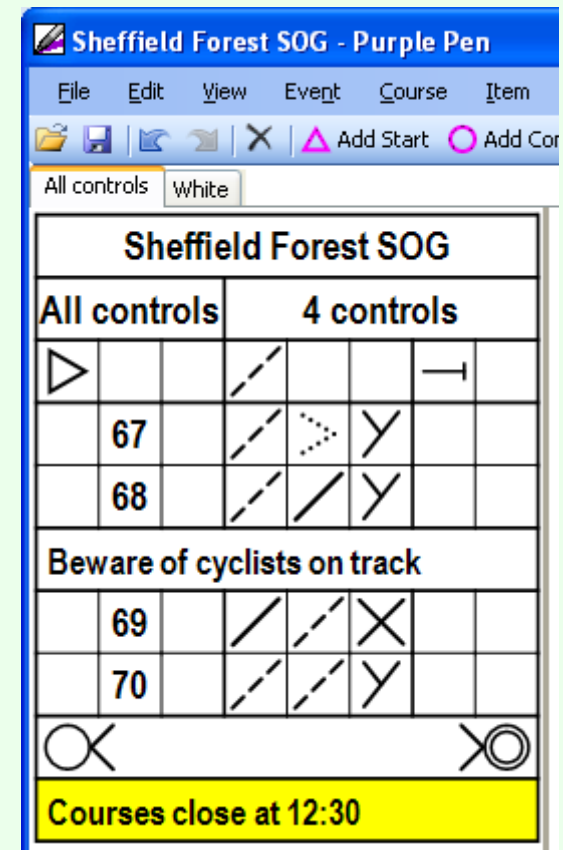 Sheffield Forest SOG - Purple Pen
File Edit View Event Course Item
Add Start Add Con
All controls White
Sheffield Forest SOG
All controls 4 controls
67
68
Beware of cyclists on track
69
70
Courses close at 12:30